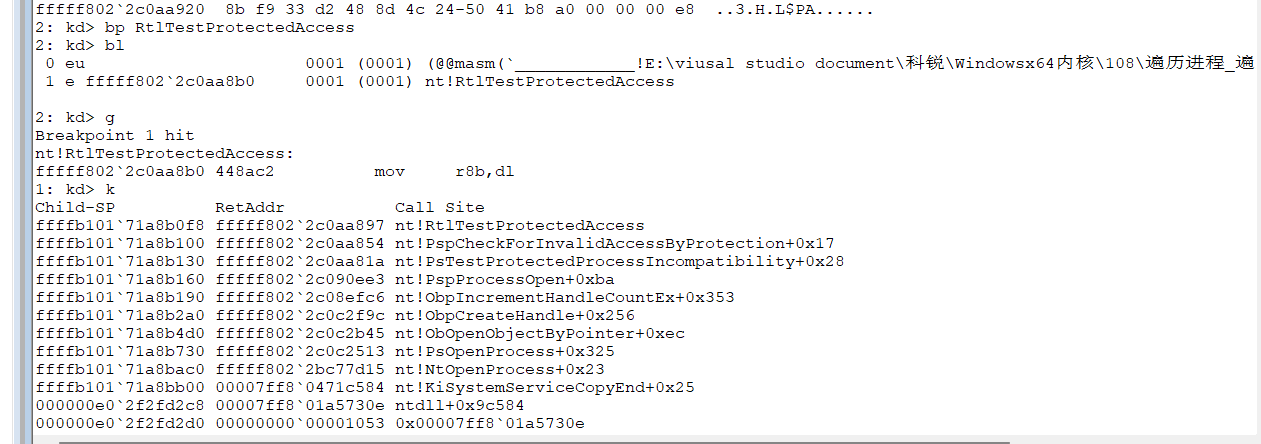 fffff802`2c0aa920  8b f9 33 d2 48 8d 4c 24-50 41 b8 a0 00 00 00 e8  ..3.H.L$PA......
2: kd> bp RtlTestProtectedAccess
2: kd> bl
 0 eu                      0001 (0001) (@@masm(`____________!E:\viusal studio document\科锐\Windowsx64内核\108\遍历进程_遍
 1 e fffff802`2c0aa8b0     0001 (0001) nt!RtlTestProtectedAccess
2: kd> g
Breakpoint 1 hit
nt!RtlTestProtectedAccess:
fffff802`2c0aa8b0 448ac2          mov     r8b,dl
1: kd> k
Child-SP          RetAddr           Call Site
ffffb101`71a8b0f8 fffff802`2c0aa897 nt!RtlTestProtectedAccess
ffffb101`71a8b100 fffff802`2c0aa854 nt!PspCheckForInvalidAccessByProtection+0x17
ffffb101`71a8b130 fffff802`2c0aa81a nt!PsTestProtectedProcessIncompatibility+0x28
ffffb101`71a8b160 fffff802`2c090ee3 nt!PspProcessOpen+0xba
ffffb101`71a8b190 fffff802`2c08efc6 nt!ObpIncrementHandleCountEx+0x353
ffffb101`71a8b2a0 fffff802`2c0c2f9c nt!ObpCreateHandle+0x256
ffffb101`71a8b4d0 fffff802`2c0c2b45 nt!ObOpenObjectByPointer+0xec
ffffb101`71a8b730 fffff802`2c0c2513 nt!PsOpenProcess+0x325
ffffb101`71a8bac0 fffff802`2bc77d15 nt!NtOpenProcess+0x23
ffffb101`71a8bb00 00007ff8`0471c584 nt!KiSystemServiceCopyEnd+0x25
000000e0`2f2fd2c8 00007ff8`01a5730e ntdll+0x9c584
000000e0`2f2fd2d0 00000000`00001053 0x00007ff8`01a5730e